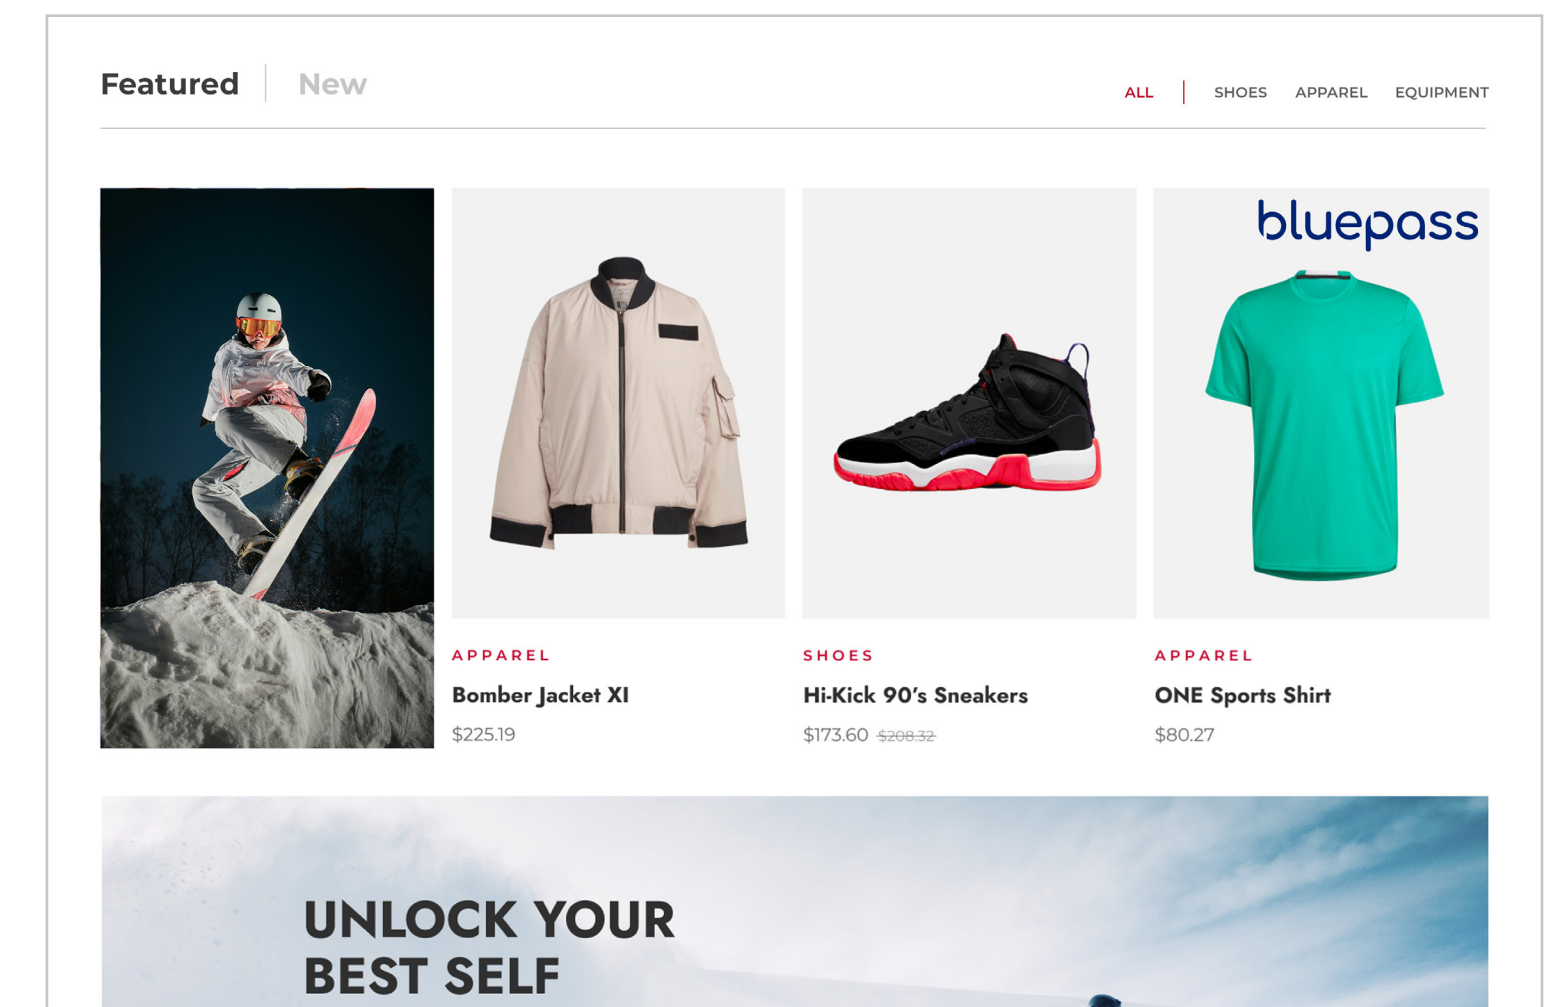 Featured
New
ALL
SHOES APPAREL EQUIPMENT
bluepass
APPAREL
Bomber Jacket XI
$225.19
SHOES
Hi-Kick 90's Sneakers
$173.60 $208.32
APPAREL
ONE Sports Shirt
$80.27
UNLOCK YOUR
BEST SELF